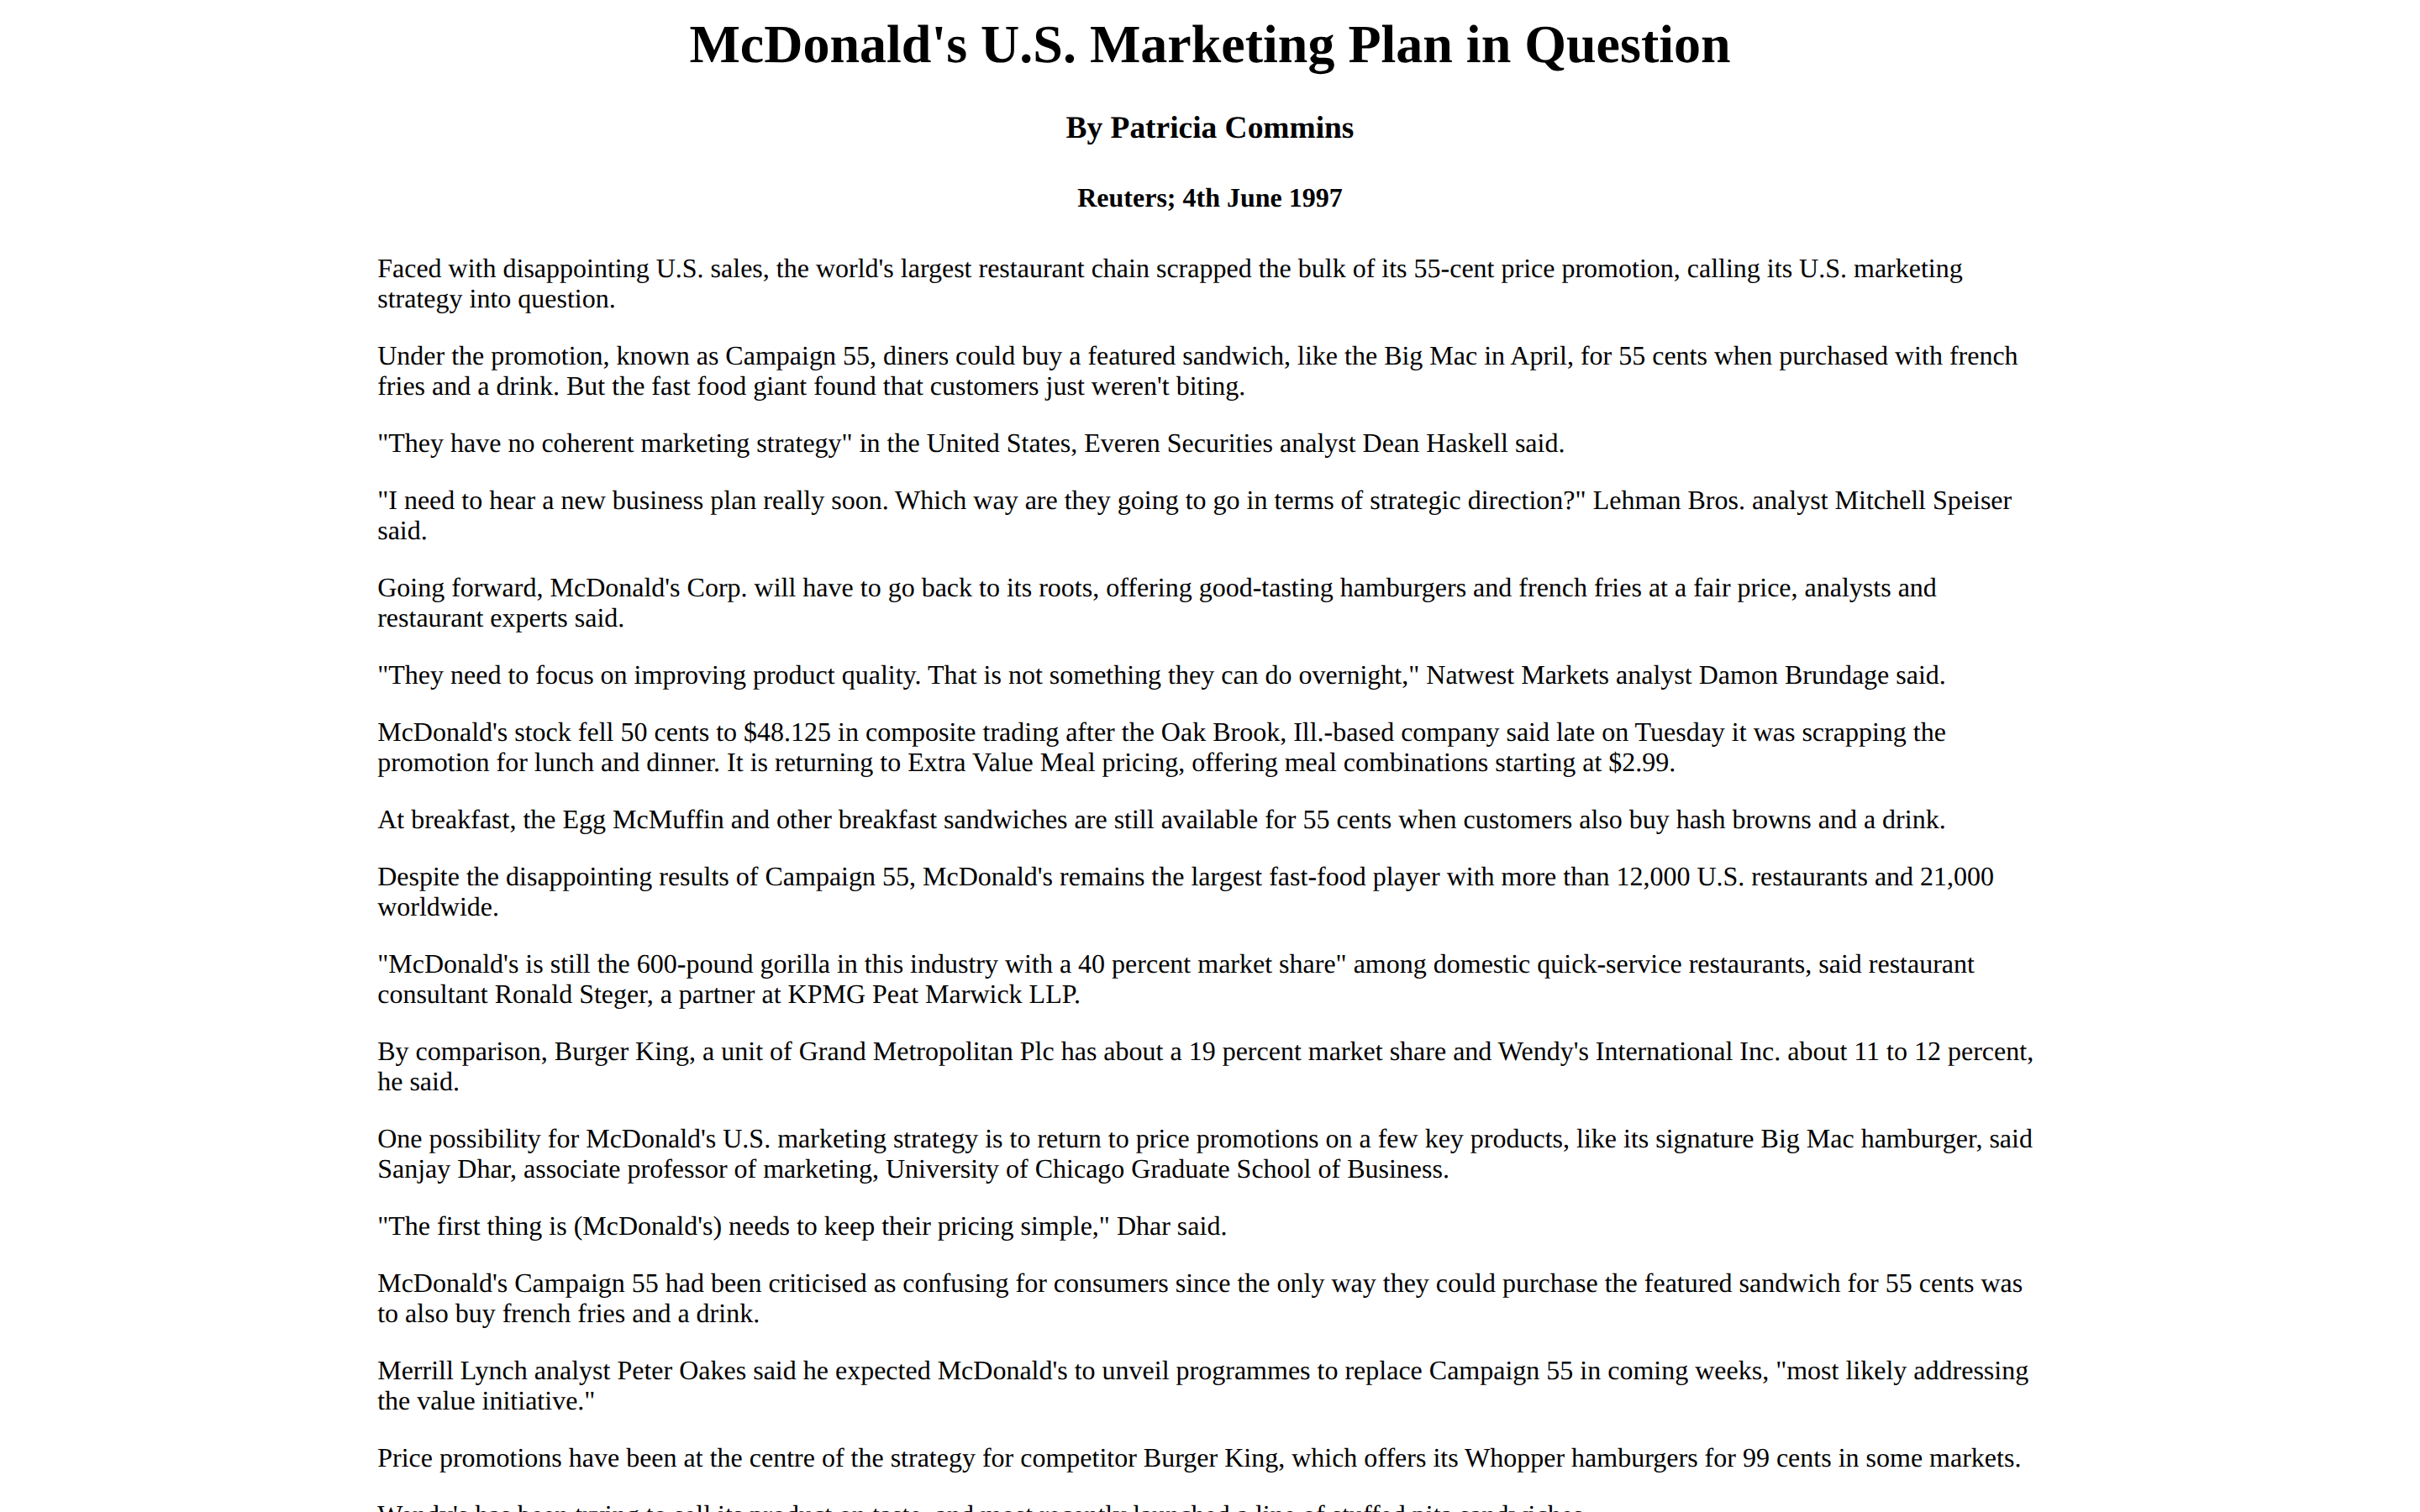 McDonald's U.S. Marketing Plan in Question
By Patricia Commins
Reuters; 4th June 1997
Faced with disappointing U.S. sales, the world's largest restaurant chain scrapped the bulk of its 55-cent price promotion, calling its U.S. marketing
strategy into question.
Under the promotion, known as Campaign 55, diners could buy a featured sandwich, like the Big Mac in April, for 55 cents when purchased with french
fries and a drink. But the fast food giant found that customers just weren't biting.
"They have no coherent marketing strategy" in the United States, Everen Securities analyst Dean Haskell said.
"I need to hear a new business plan really soon. Which way are they going to go in terms of strategic direction?" Lehman Bros. analyst Mitchell Speiser
said.
Going forward, McDonald's Corp. will have to go back to its roots, offering good-tasting hamburgers and french fries at a fair price, analysts and
restaurant experts said.
"They need to focus on improving product quality. That is not something they can do overnight," Natwest Markets analyst Damon Brundage said.
McDonald's stock fell 50 cents to $48.125 in composite trading after the Oak Brook, Ill.-based company said late on Tuesday it was scrapping the
promotion for lunch and dinner. It is returning to Extra Value Meal pricing, offering meal combinations starting at $2.99.
At breakfast, the Egg McMuffin and other breakfast sandwiches are still available for 55 cents when customers also buy hash browns and a drink.
Despite the disappointing results of Campaign 55, McDonald's remains the largest fast-food player with more than 12,000 U.S. restaurants and 21,000
worldwide.
"McDonald's is still the 600-pound gorilla in this industry with a 40 percent market share" among domestic quick-service restaurants, said restaurant
consultant Ronald Steger, a partner at KPMG Peat Marwick LLP.
By comparison, Burger King, a unit of Grand Metropolitan Plc has about a 19 percent market share and Wendy's International Inc. about 11 to 12 percent,
he said.
One possibility for McDonald's U.S. marketing strategy is to return to price promotions on a few key products, like its signature Big Mac hamburger, said
Sanjay Dhar, associate professor of marketing, University of Chicago Graduate School of Business.
"The first thing is (McDonald's) needs to keep their pricing simple," Dhar said.
McDonald's Campaign 55 had been criticised as confusing for consumers since the only way they could purchase the featured sandwich for 55 cents was
to also buy french fries and a drink.
Merrill Lynch analyst Peter Oakes said he expected McDonald's to unveil programmes to replace Campaign 55 in coming weeks, "most likely addressing
the value initiative."
Price promotions have been at the centre of the strategy for competitor Burger King, which offers its Whopper hamburgers for 99 cents in some markets.
Wendy's has been trying to sell its product on taste, and most recently launched a line of stuffed pita sandwiches.